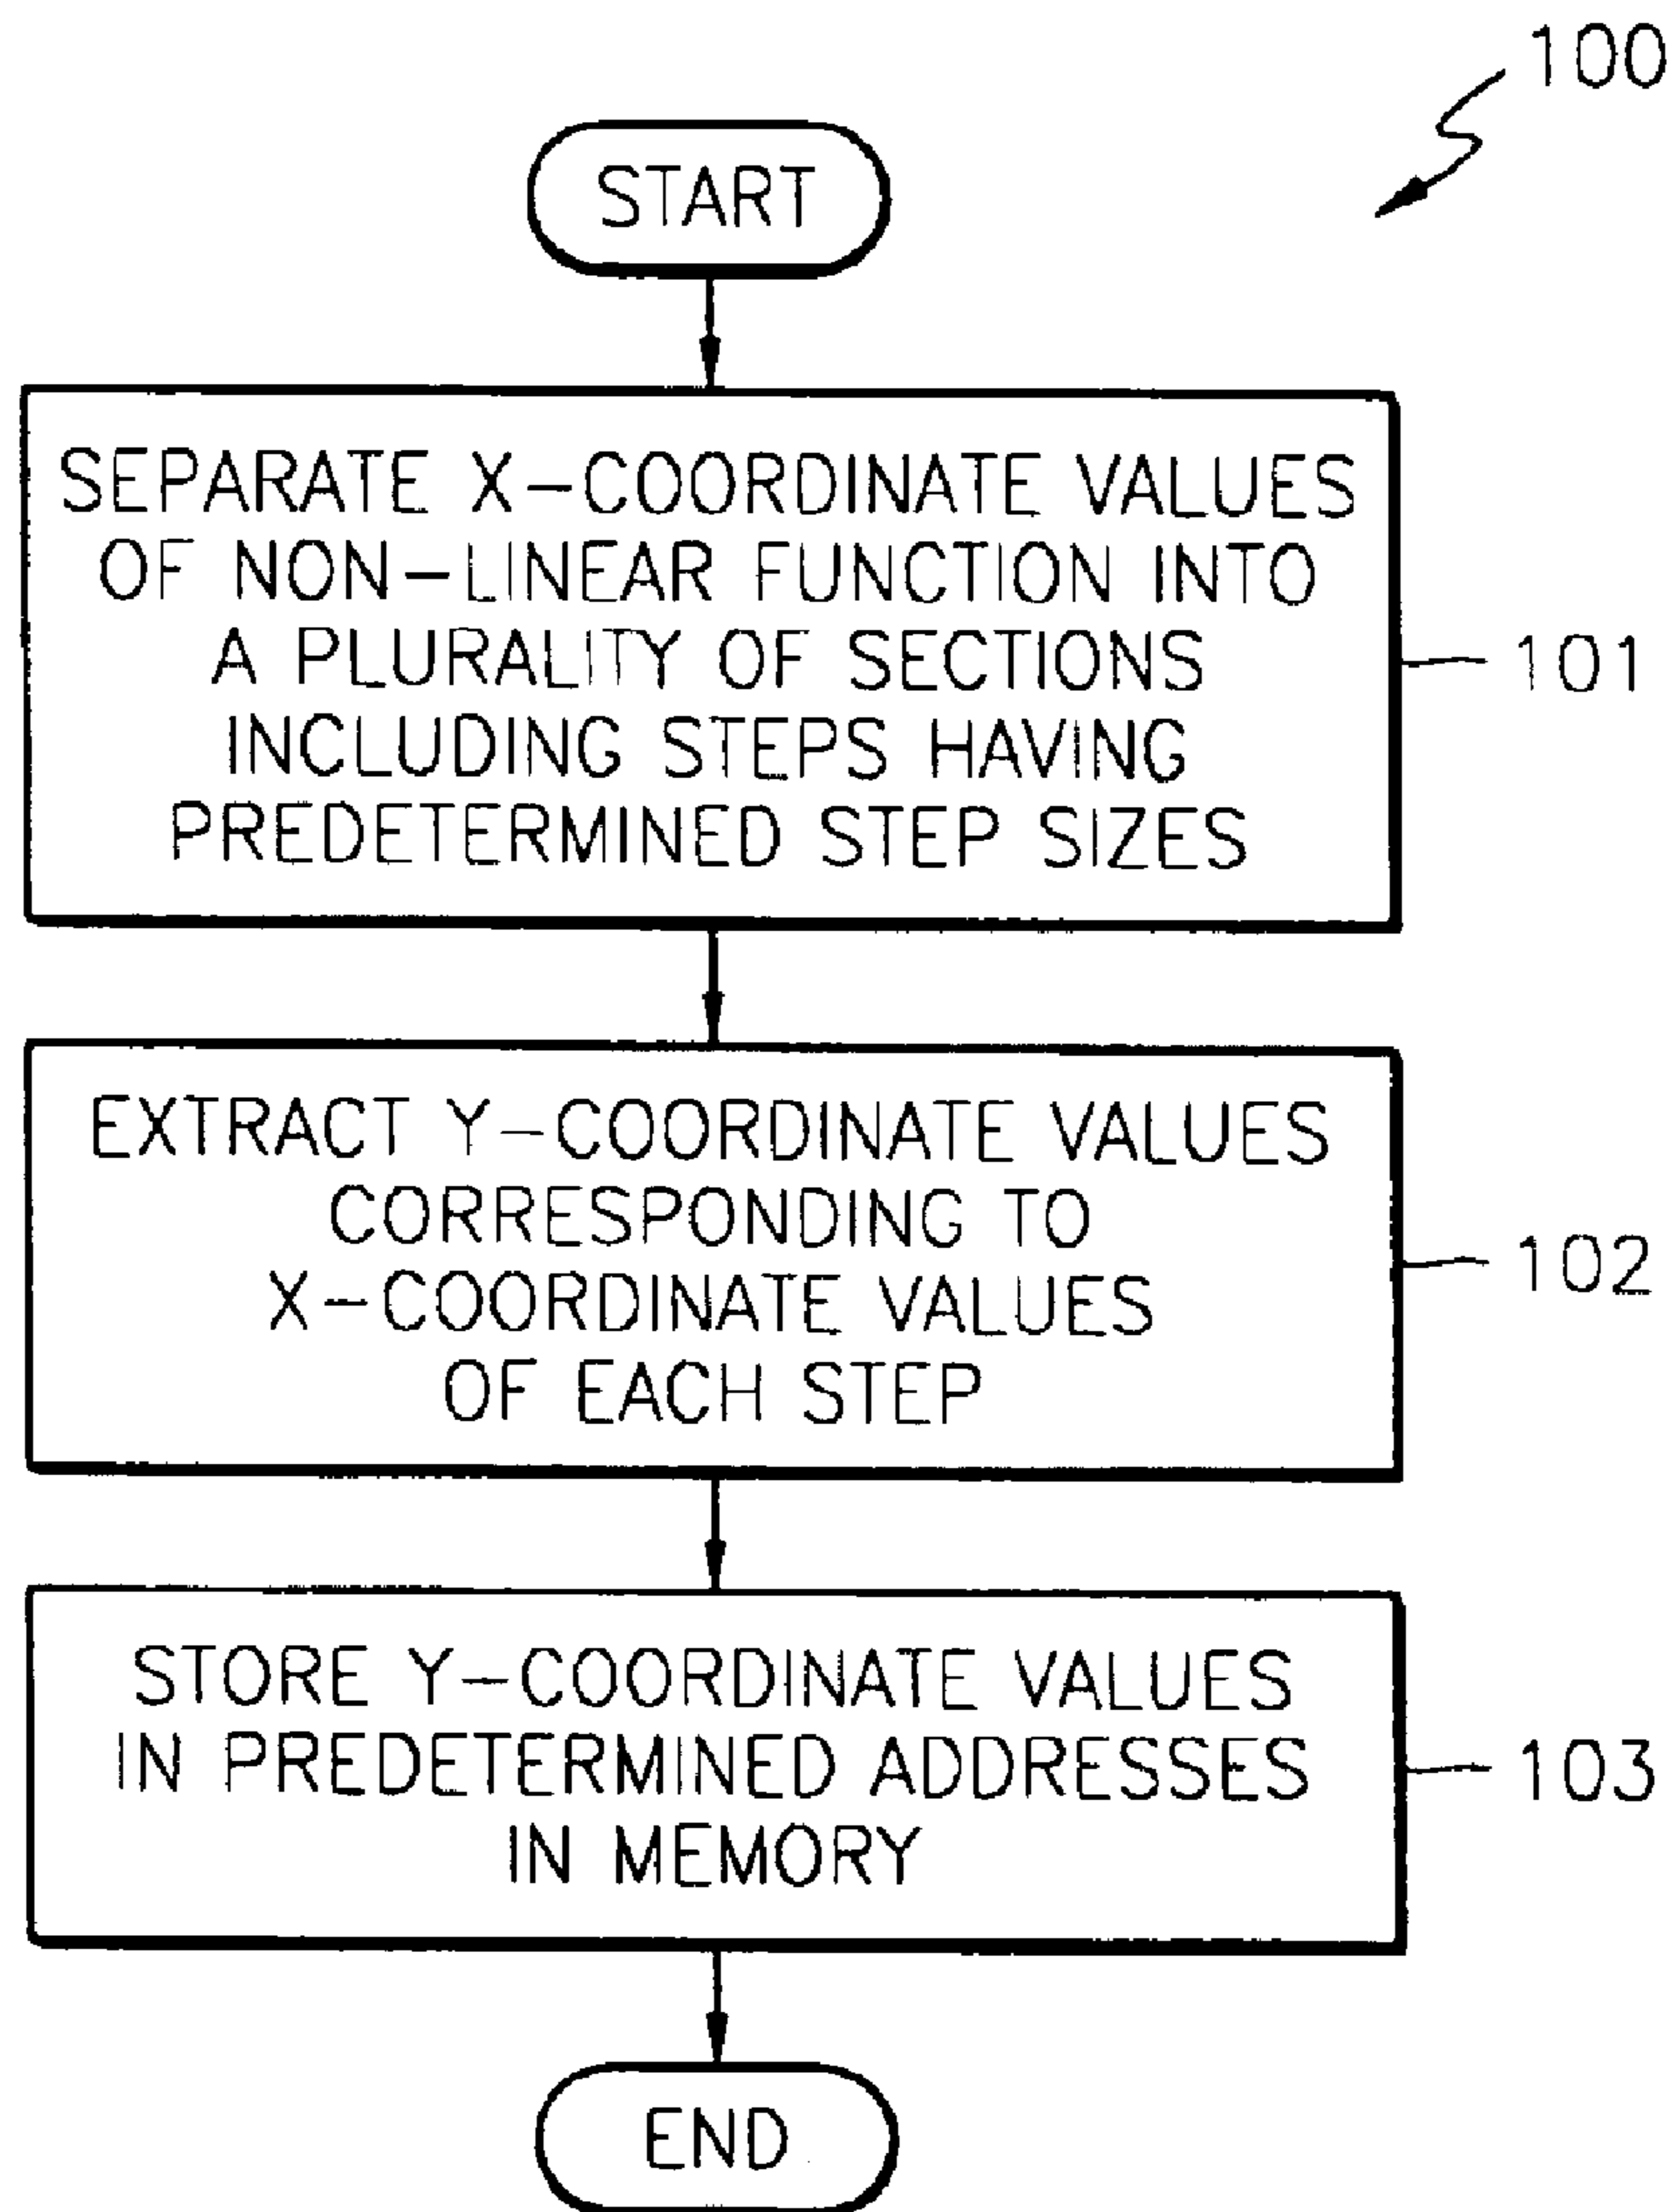 100
START
SEPARATE X-COORDINATE VALUES
OF NON-LINEAR FUNCTION INTO
A PLURALITY OF SECTIONS
INCLUDING STEPS HAVING
PREDETERMINED STEP SIZES
101
EXTRACT Y-COORDINATE VALUES
CORRESPONDING TO
X-COORDINATE VALUES
OF EACH STEP
102
STORE Y-COORDINATE VALUES
IN PREDETERMINED ADDRESSES
IN MEMORY
103
END